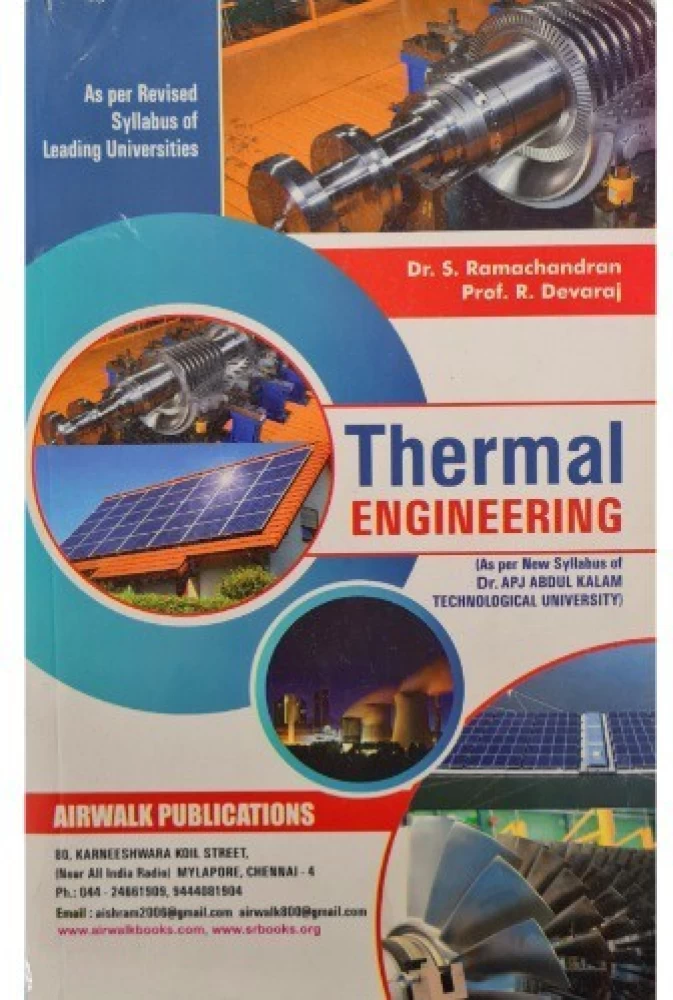 As per Revised
Syllabus of
Leading Universities
Dr. S. Ramachandran
Prof. R. Devaraj
Thermal
ENGINEERING
(As per New Syllabus of
Dr. APJ ABDUL KALAM
TECHNOLOGICAL UNIVERSITY)
AIRWALK PUBLICATIONS
80, KARNEESHWARA KOIL STREET,
(Near All India Radio) MYLAPORE, CHENNAI - 4
Ph.: 044 - 24661909, 9444081904
Email : aishram2006@gmail.com airwalk800@gmail.com
www.airwalkbooks.com, www.srbooks.org